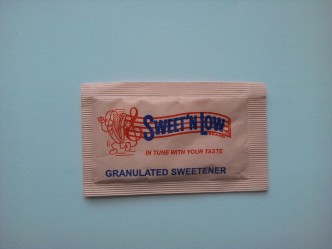 SWEET'N LOW
IN TUNE WITH YOUR TASTE
GRANULATED SWEETENER